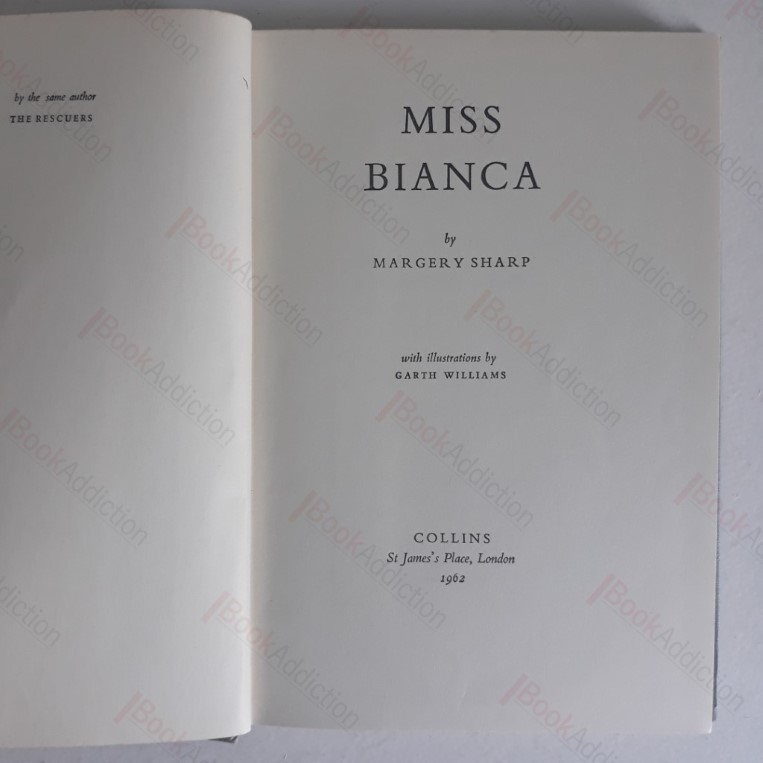 by the same author
THE RESCUERS
MISS
BIANCA
by
MARGERY SHARP
with illustrations by
GARTH WILLIAMS
COLLINS
St James's Place, London
1962
BookAddiction